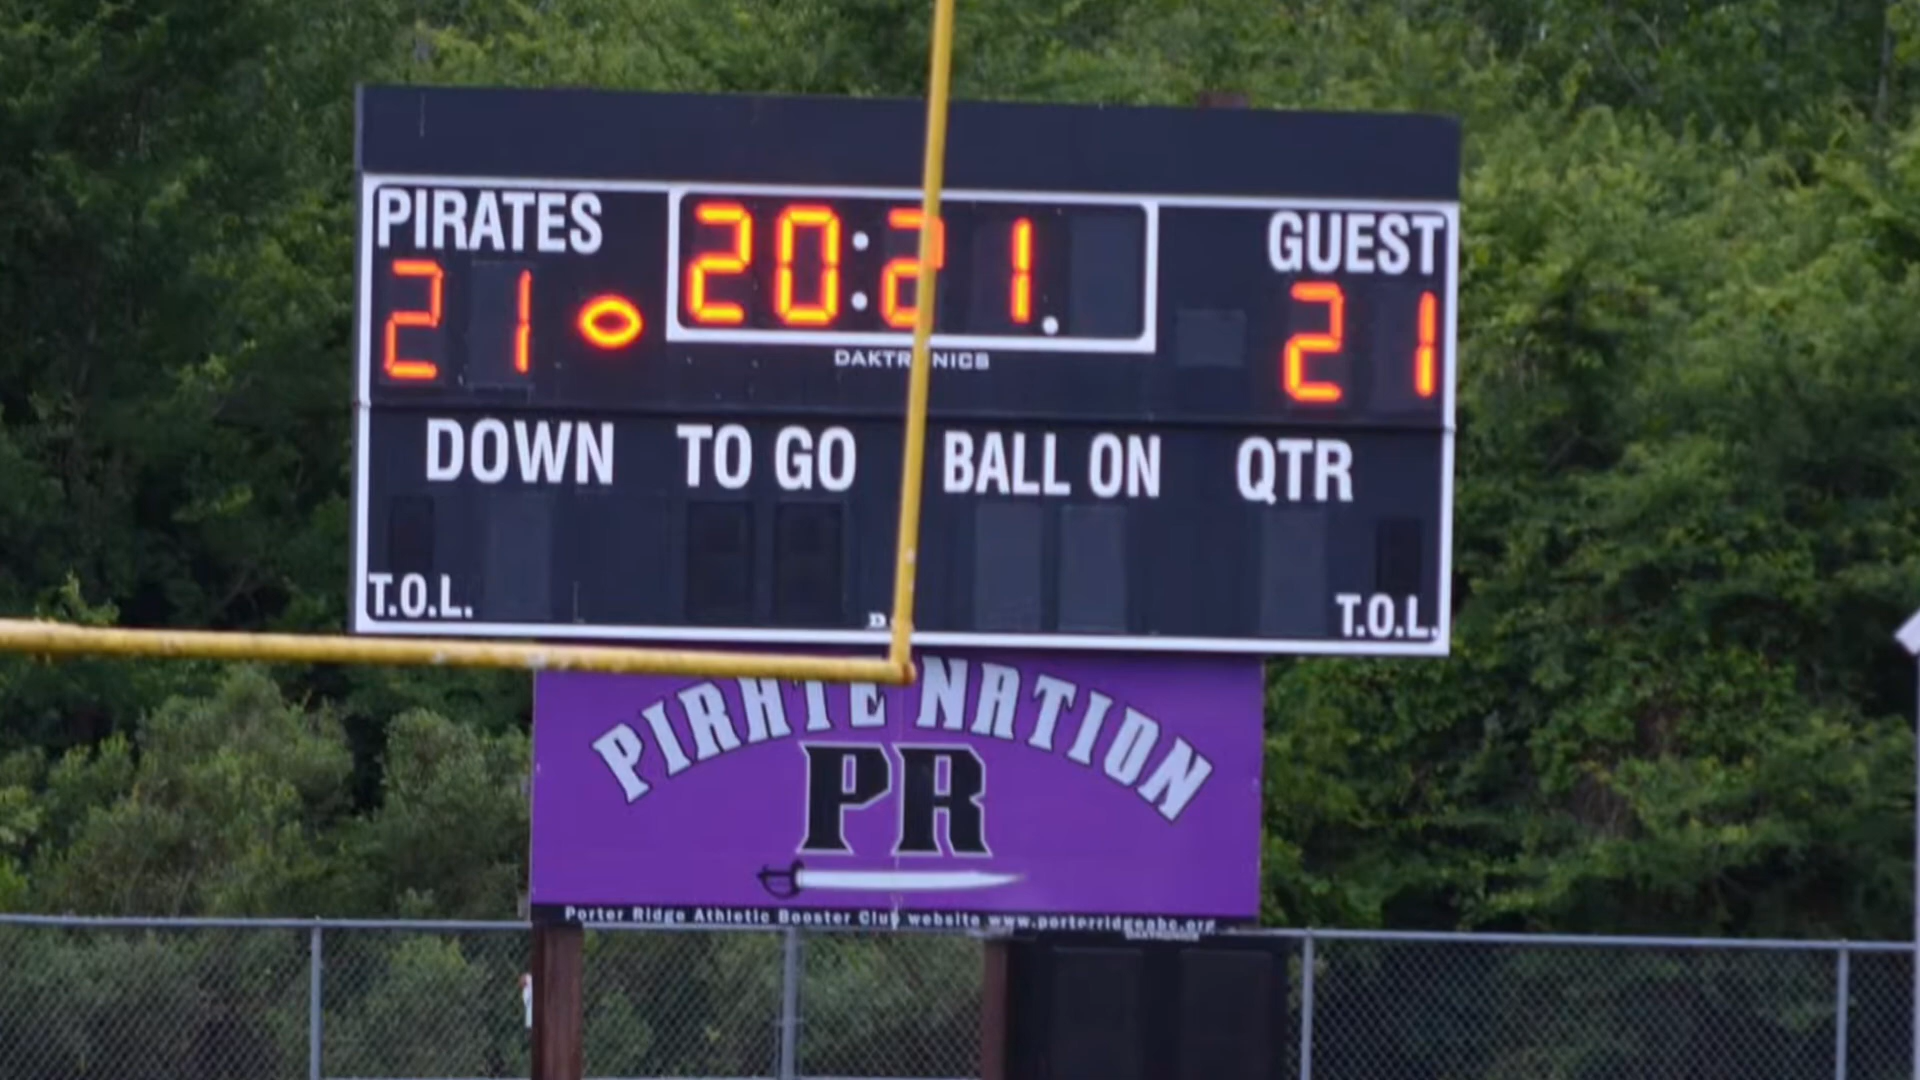 PIRATES 20:21 GUEST
21 21
DAKTRONICS
DOWN TO GO BALL ON QTR
T.O.L. T.O.L.
PIRATE NATION
PR
Porter Ridge Athletic Booster Club website www.porterridgeabc.org
DAKTRONICS